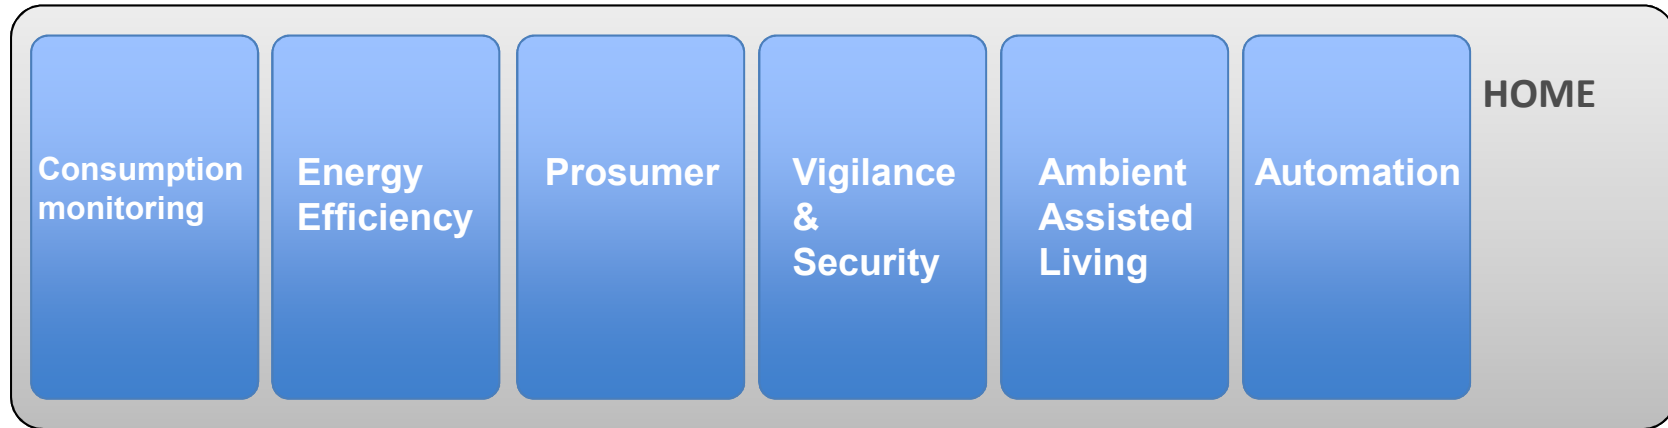 Consumption
monitoring
Energy
Efficiency
Prosumer
Vigilance
&
Security
Ambient
Assisted
Living
Automation
HOME